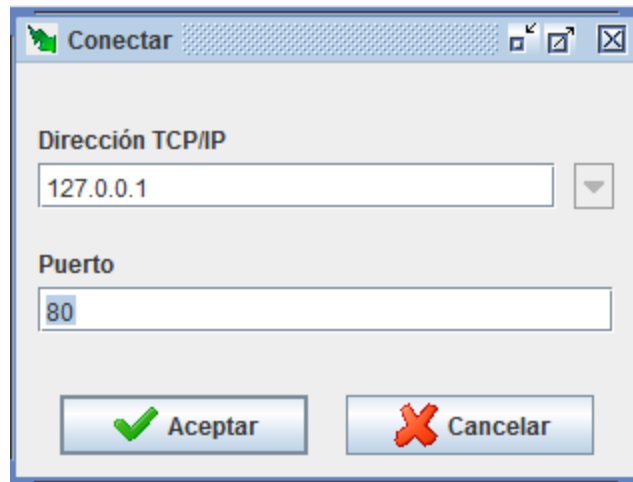 Conectar
Dirección TCP/IP
127.0.0.1
Puerto
80
Aceptar Cancelar